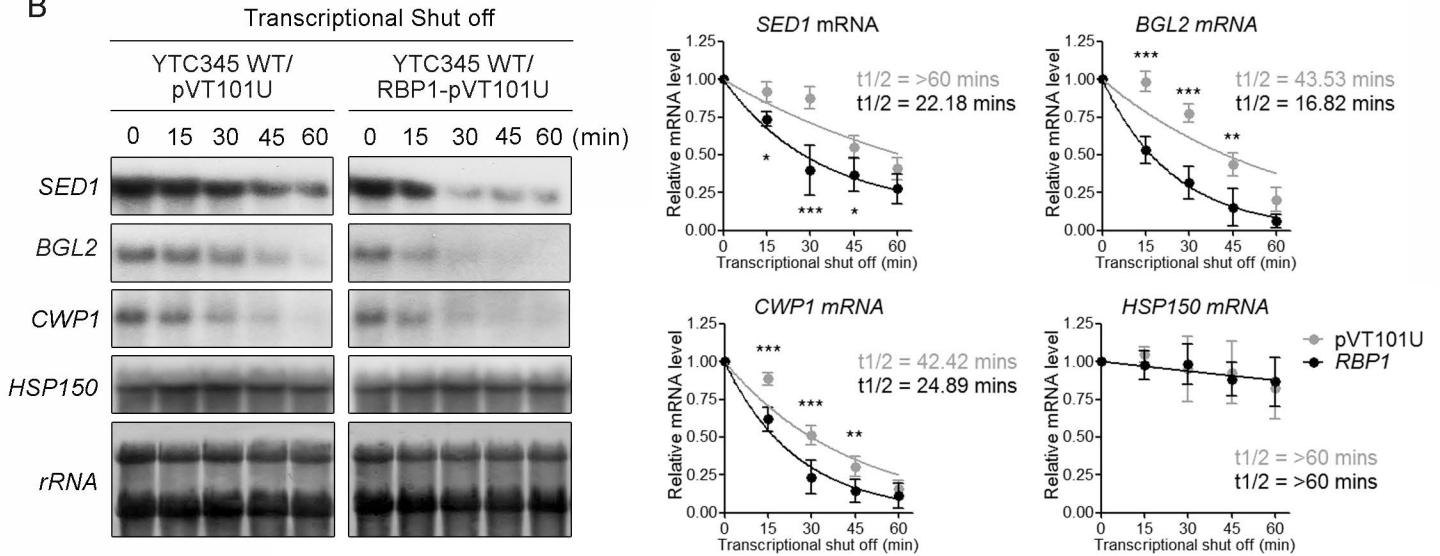 B
Transcriptional Shut off
YTC345 WT/
pVT101U
YTC345 WT/
RBP1-pVT101U
0 15 30 45 60 0 15 30 45 60 (min)
SED1
BGL2
CWP1
HSP150
rRNA
SED1 mRNA
1.25
1.00
0.75
0.50
0.25
0.00
Relative mRNA level
t1/2 = >60 mins
t1/2 = 22.18 mins
*
***
*
0 15 30 45 60
Transcriptional shut off (min)
BGL2 mRNA
1.25
1.00
0.75
0.50
0.25
0.00
Relative mRNA level
***
***
**
t1/2 = 43.53 mins
t1/2 = 16.82 mins
0 15 30 45 60
Transcriptional shut off (min)
CWP1 mRNA
1.25
1.00
0.75
0.50
0.25
0.00
Relative mRNA level
***
***
**
t1/2 = 42.42 mins
t1/2 = 24.89 mins
0 15 30 45 60
Transcriptional shut off (min)
HSP150 mRNA
1.25
1.00
0.75
0.50
0.25
0.00
Relative mRNA level
t1/2 = >60 mins
t1/2 = >60 mins
0 15 30 45 60
Transcriptional shut off (min)
pVT101U
RBP1